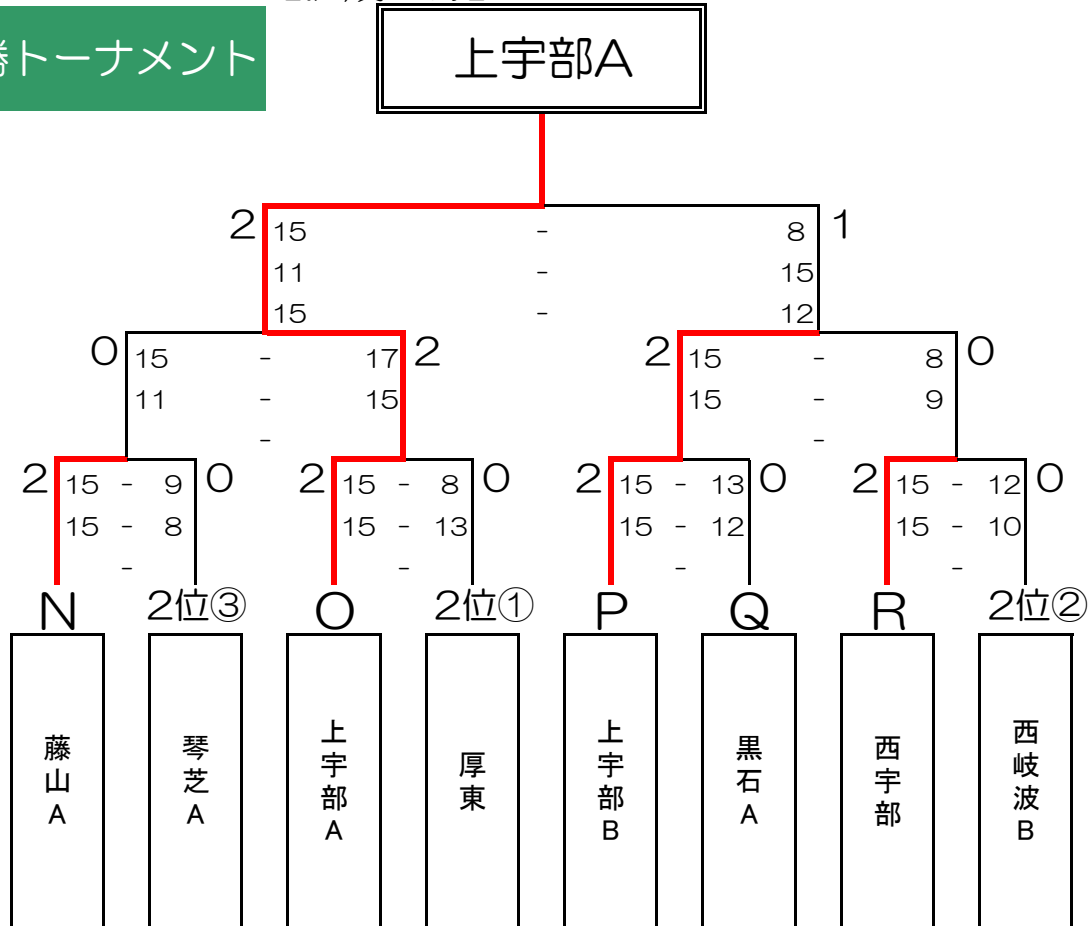 勝トーナメント
上宇部A
2 15 - 8 1
11 - 15
15 - 12
0 15 - 17 2 2 15 - 8 0
11 - 15 15 - 9
- -
2 15 - 9 0 2 15 - 8 0 2 15 - 13 0 2 15 - 12 0
15 - 8 15 - 13 15 - 12 15 - 10
- - - -
N 2位③ O 2位① P Q R 2位②
藤山A
琴芝A
上宇部A
厚東
上宇部B
黒石A
西宇部
西岐波B